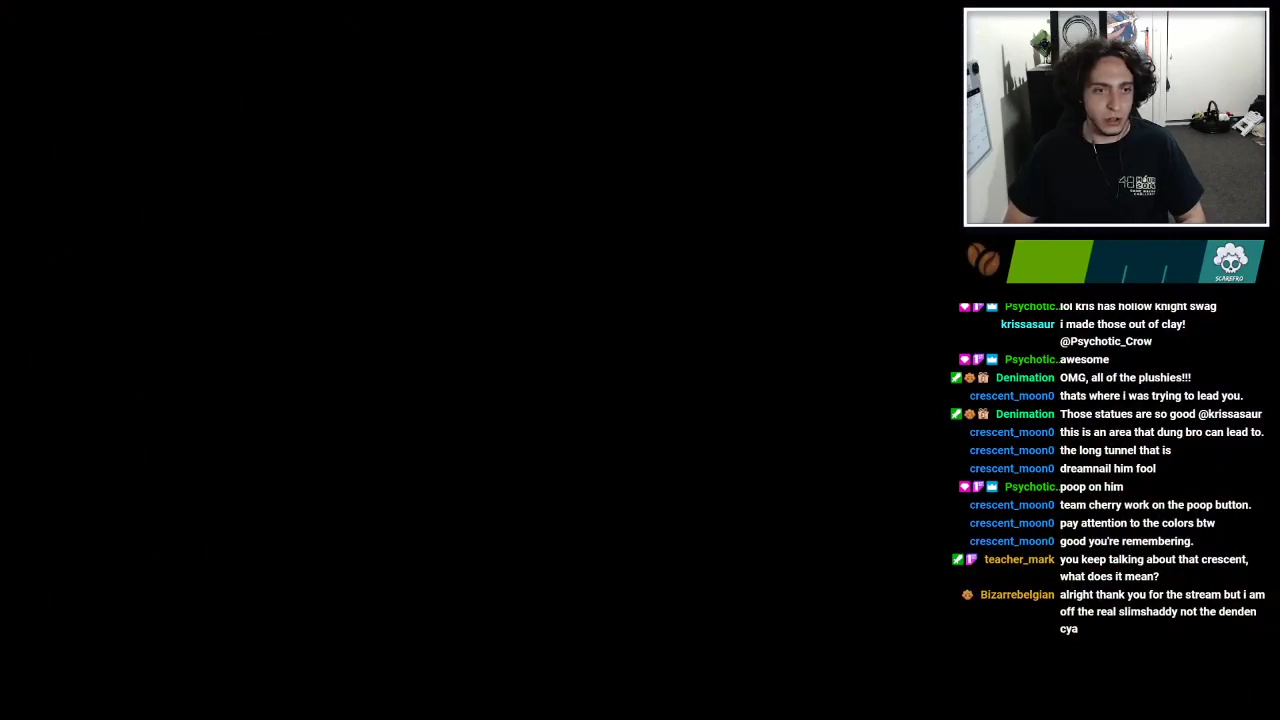 48 HOUR
SCAREFRO
Psychotic.. lol kris has hollow knight swag
krissasaur i made those out of clay!
@Psychotic_Crow
Psychotic.. awesome
Denimation OMG, all of the plushies!!!
crescent_moon0 thats where i was trying to lead you.
Denimation Those statues are so good @krissasaur
crescent_moon0 this is an area that dung bro can lead to.
crescent_moon0 the long tunnel that is
crescent_moon0 dreamnail him fool
Psychotic.. poop on him
crescent_moon0 team cherry work on the poop button.
crescent_moon0 pay attention to the colors btw
crescent_moon0 good you're remembering.
teacher_mark you keep talking about that crescent,
what does it mean?
Bizarrebelgian alright thank you for the stream but i am
off the real slimshaddy not the denden
cya